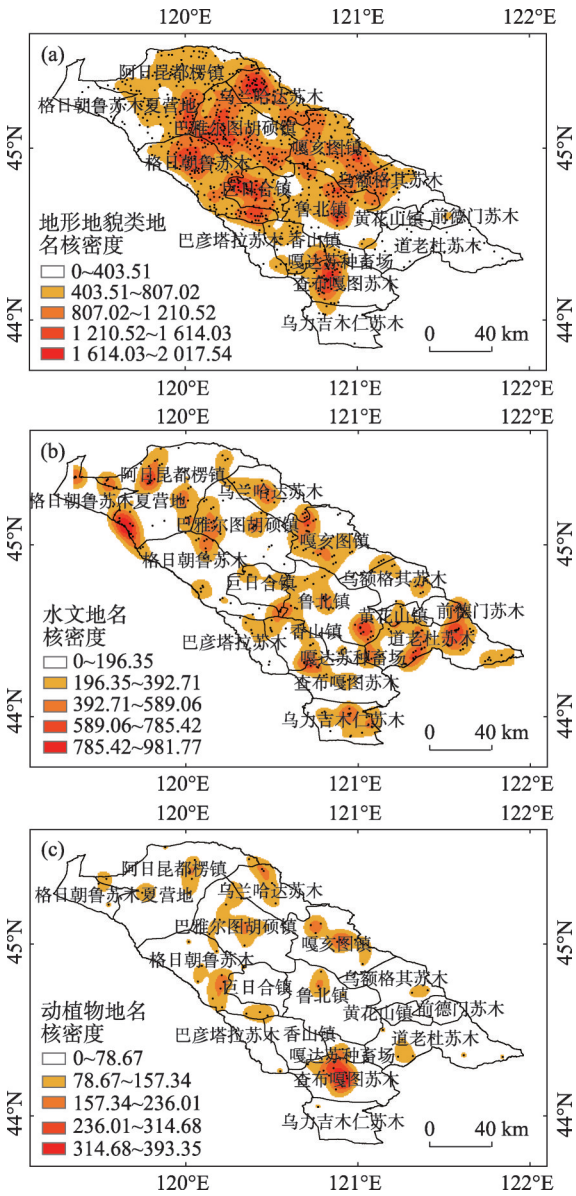 120°E 121°E 122°E
(a)
阿日昆都楞镇
乌兰哈达苏木
格日朝鲁苏木夏营地
巴雅尔图胡硕镇
嘎亥图镇
格日朝鲁苏木
乌额格其苏木
巨日合镇
鲁北镇
黄花山镇
前德门苏木
巴彦塔拉苏木
香山镇
道老杜苏木
嘎达苏种畜场
查布嘎图苏木
乌力吉木仁苏木
45°N
44°N
45°N
44°N
地形地貌类地
名核密度
0~403.51
403.51~807.02
807.02~1 210.52
1 210.52~1 614.03
1 614.03~2 017.54
0 40 km
120°E 121°E 122°E
120°E 121°E 122°E
(b)
阿日昆都楞镇
乌兰哈达苏木
格日朝鲁苏木夏营地
巴雅尔图胡硕镇
嘎亥图镇
格日朝鲁苏木
乌额格其苏木
巨日合镇
鲁北镇
黄花山镇
前德门苏木
巴彦塔拉苏木
香山镇
道老杜苏木
嘎达苏种畜场
查布嘎图苏木
乌力吉木仁苏木
45°N
44°N
45°N
44°N
水文地名
核密度
0~196.35
196.35~392.71
392.71~589.06
589.06~785.42
785.42~981.77
0 40 km
120°E 121°E 122°E
120°E 121°E 122°E
(c)
阿日昆都楞镇
乌兰哈达苏木
格日朝鲁苏木夏营地
巴雅尔图胡硕镇
嘎亥图镇
格日朝鲁苏木
乌额格其苏木
巨日合镇
鲁北镇
黄花山镇
前德门苏木
巴彦塔拉苏木
香山镇
道老杜苏木
嘎达苏种畜场
查布嘎图苏木
乌力吉木仁苏木
45°N
44°N
45°N
44°N
动植物地名
核密度
0~78.67
78.67~157.34
157.34~236.01
236.01~314.68
314.68~393.35
0 40 km
120°E 121°E 122°E